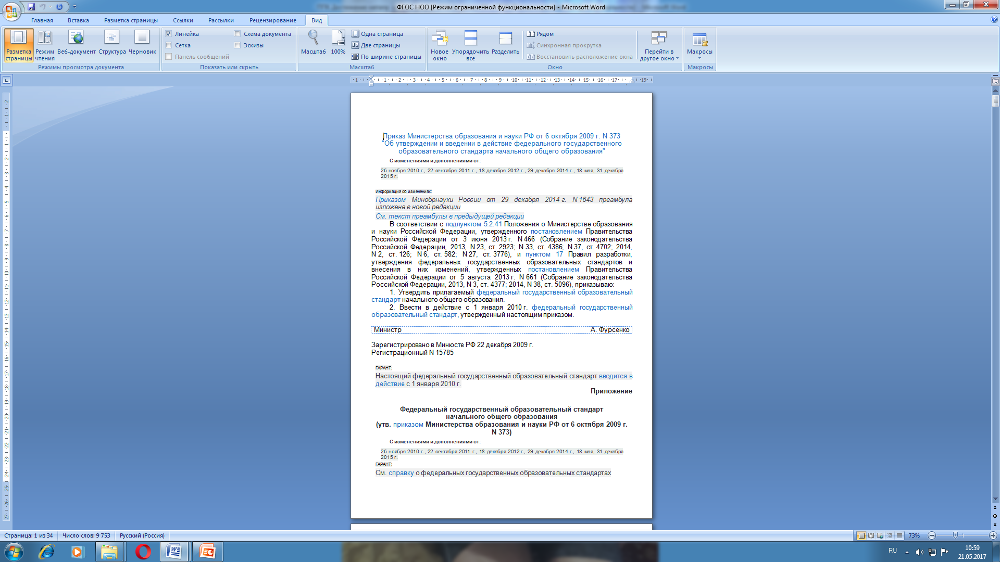 ФГОС НОО [Режим ограниченной функциональности] - Microsoft Word
Главная Вставка Разметка страницы Ссылки Рассылки Рецензирование Вид
Разметка страницы
Режим чтения
Веб-документ
Структура
Черновик
Режимы просмотра документа
Линейка
Сетка
Панель сообщений
Схема документа
Эскизы
Показать или скрыть
Масштаб
100%
Одна страница
Две страницы
По ширине страницы
Масштаб
Новое окно
Упорядочить все
Разделить
Рядом
Синхронная прокрутка
Восстановить расположение окна
Перейти в другое окно
Окно
Макросы
Макросы
Приказ Министерства образования и науки РФ от 6 октября 2009 г. N 373
"Об утверждении и введении в действие федерального государственного
образовательного стандарта начального общего образования"
С изменениями и дополнениями от:
26 ноября 2010 г., 22 сентября 2011 г., 18 декабря 2012 г., 29 декабря 2014 г., 18 мая, 31 декабря
2015 г.
Информация об изменениях:
Приказом Минобрнауки России от 29 декабря 2014 г. N 1643 преамбула
изложена в новой редакции
См. текст преамбулы в предыдущей редакции
В соответствии с подпунктом 5.2.41 Положения о Министерстве образования
и науки Российской Федерации, утвержденного постановлением Правительства
Российской Федерации от 3 июня 2013 г. N 466 (Собрание законодательства
Российской Федерации, 2013, N 23, ст. 2923; N 33, ст. 4386; N 37, ст. 4702; 2014,
N 2, ст. 126; N 6, ст. 582; N 27, ст. 3776), и пунктом 17 Правил разработки,
утверждения федеральных государственных образовательных стандартов и
внесения в них изменений, утвержденных постановлением Правительства
Российской Федерации от 5 августа 2013 г. N 661 (Собрание законодательства
Российской Федерации, 2013, N 3, ст. 4377; 2014, N 38, ст. 5096), приказываю:
1. Утвердить прилагаемый федеральный государственный образовательный
стандарт начального общего образования.
2. Ввести в действие с 1 января 2010 г. федеральный государственный
образовательный стандарт, утвержденный настоящим приказом.
Министр А. Фурсенко
Зарегистрировано в Минюсте РФ 22 декабря 2009 г.
Регистрационный N 15785
ГАРАНТ:
Настоящий федеральный государственный образовательный стандарт вводится в
действие с 1 января 2010 г.
Приложение
Федеральный государственный образовательный стандарт
начального общего образования
(утв. приказом Министерства образования и науки РФ от 6 октября 2009 г.
N 373)
С изменениями и дополнениями от:
26 ноября 2010 г., 22 сентября 2011 г., 18 декабря 2012 г., 29 декабря 2014 г., 18 мая, 31 декабря
2015 г.
ГАРАНТ:
См. справку о федеральных государственных образовательных стандартах
Страница: 1 из 34 Число слов: 9 753 Русский (Россия) 73%
RU 10:59
21.05.2017